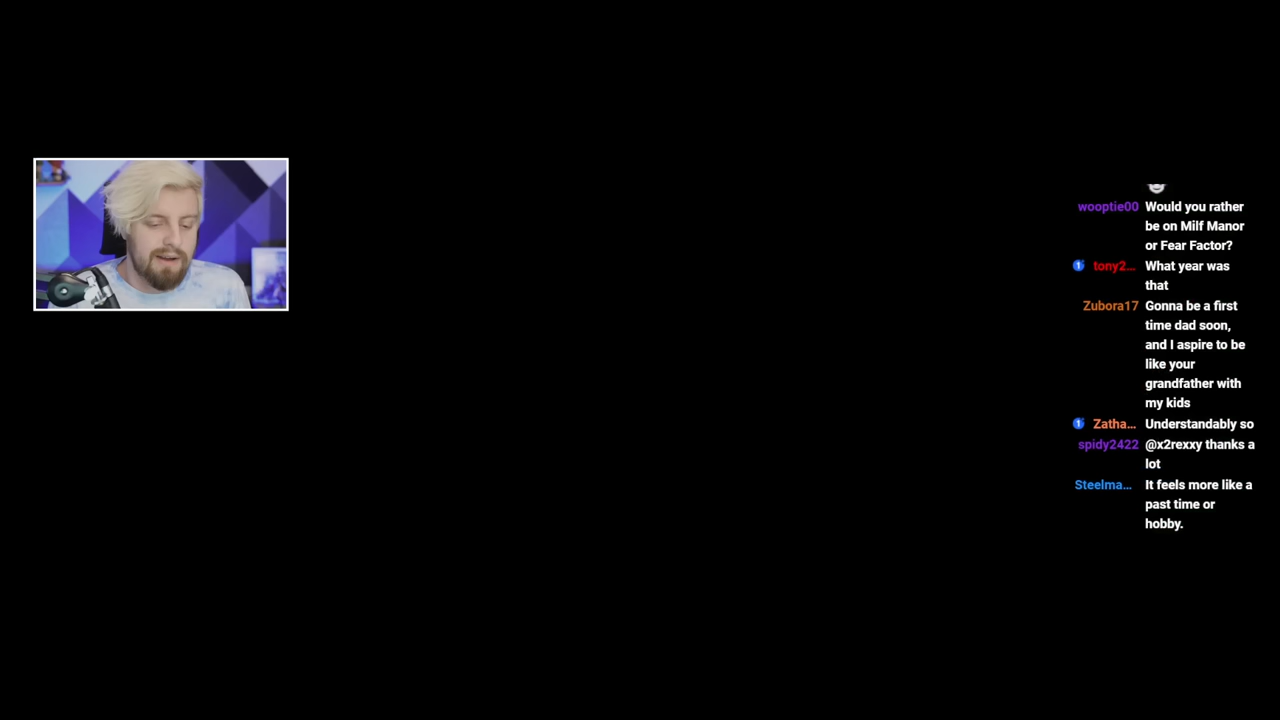 wooptie00 Would you rather
be on Milf Manor
or Fear Factor?
1 tony2... What year was
that
Zubora17 Gonna be a first
time dad soon,
and I aspire to be
like your
grandfather with
my kids
1 Zatha... Understandably so
spidy2422 @x2rexxy thanks a
lot
Steelma... It feels more like a
past time or
hobby.